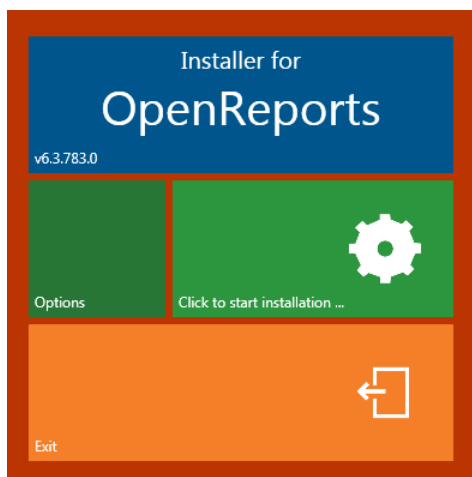 Installer for
OpenReports
v6.3.783.0
Options
Click to start installation ...
Exit